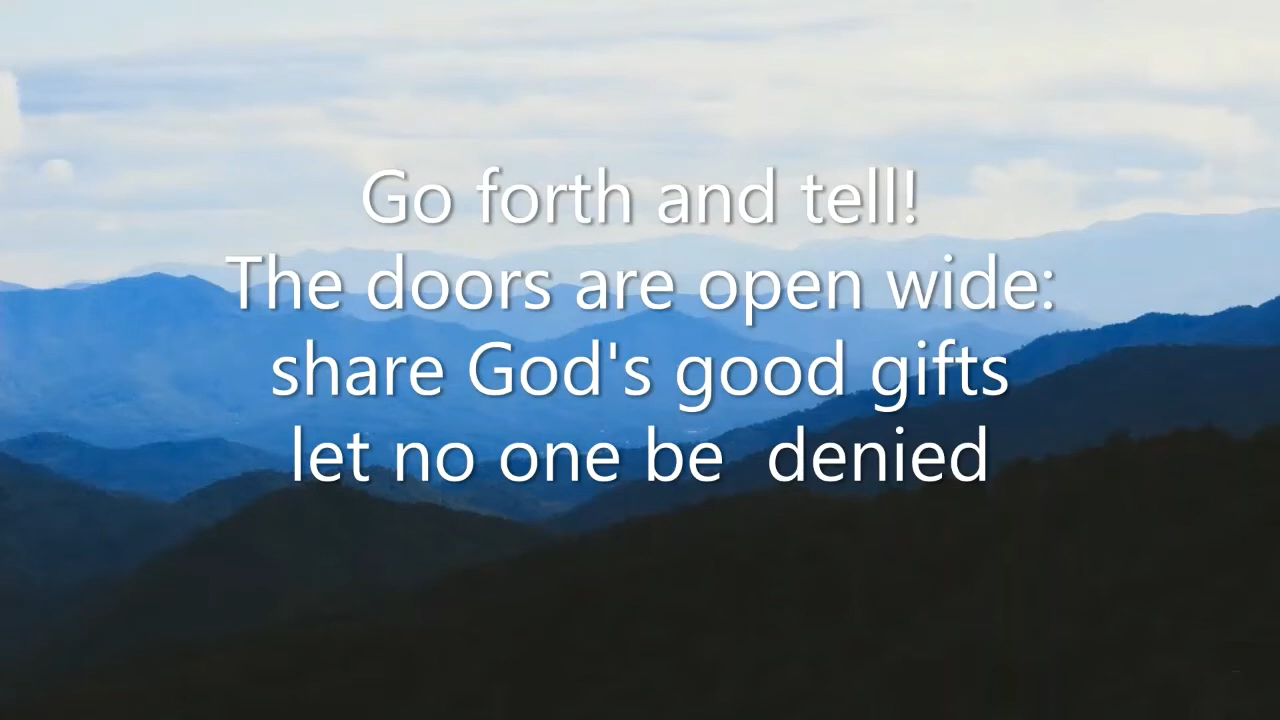 Go forth and tell!
The doors are open wide:
share God's good gifts
let no one be  denied